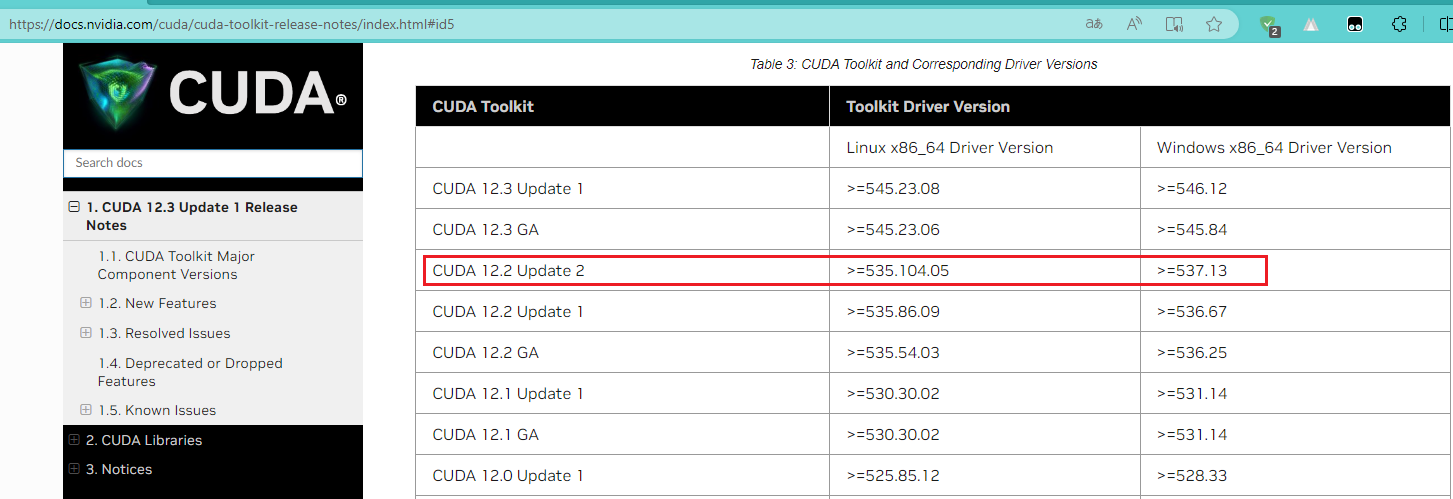 https://docs.nvidia.com/cuda/cuda-toolkit-release-notes/index.html#id5
aあ
A
2
CUDA®
Search docs
1. CUDA 12.3 Update 1 Release
Notes
1.1. CUDA Toolkit Major
Component Versions
1.2. New Features
1.3. Resolved Issues
1.4. Deprecated or Dropped
Features
1.5. Known Issues
2. CUDA Libraries
3. Notices
Table 3: CUDA Toolkit and Corresponding Driver Versions
CUDA Toolkit Toolkit Driver Version
Linux x86_64 Driver Version Windows x86_64 Driver Version
CUDA 12.3 Update 1 >=545.23.08 >=546.12
CUDA 12.3 GA >=545.23.06 >=545.84
CUDA 12.2 Update 2 >=535.104.05 >=537.13
CUDA 12.2 Update 1 >=535.86.09 >=536.67
CUDA 12.2 GA >=535.54.03 >=536.25
CUDA 12.1 Update 1 >=530.30.02 >=531.14
CUDA 12.1 GA >=530.30.02 >=531.14
CUDA 12.0 Update 1 >=525.85.12 >=528.33